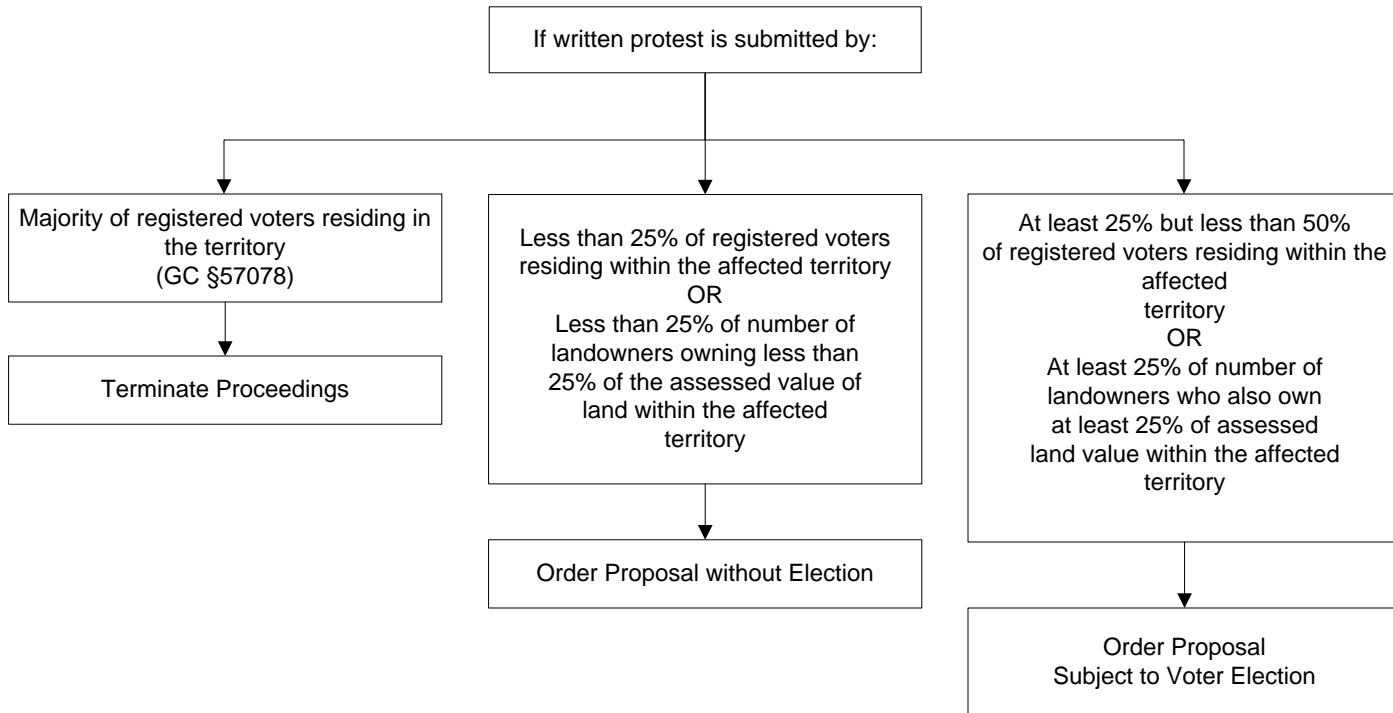 If written protest is submitted by:
Majority of registered voters residing in
the territory
(GC §57078)
Terminate Proceedings
Less than 25% of registered voters
residing within the affected territory
OR
Less than 25% of number of
landowners owning less than
25% of the assessed value of
land within the affected
territory
Order Proposal without Election
At least 25% but less than 50%
of registered voters residing within the
affected
territory
OR
At least 25% of number of
landowners who also own
at least 25% of assessed
land value within the affected
territory
Order Proposal
Subject to Voter Election